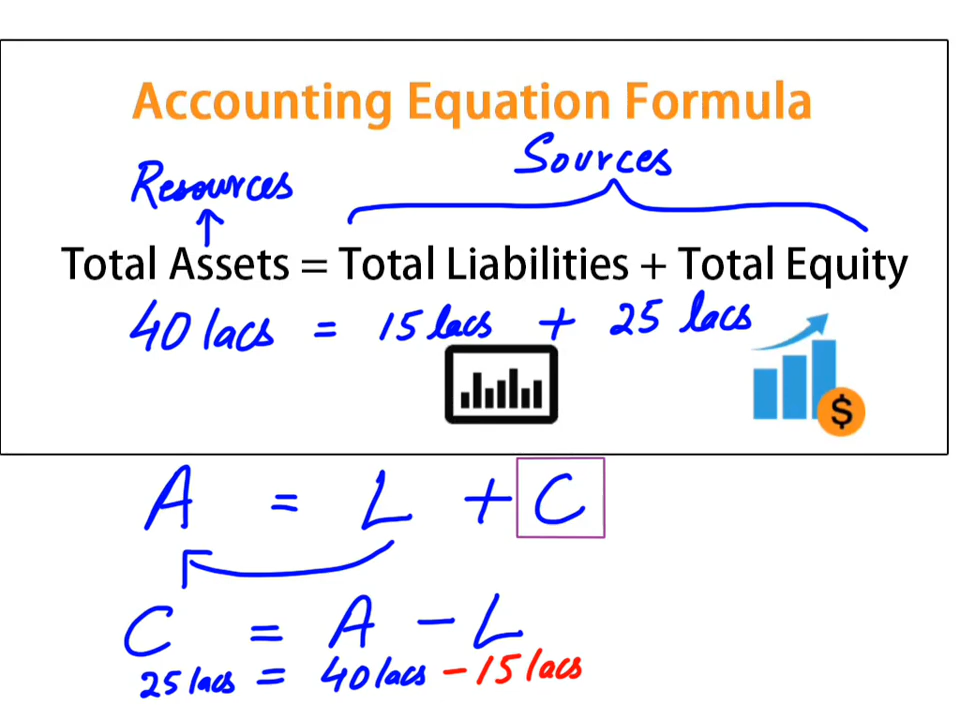 Accounting Equation Formula
Resources Sources
Total Assets = Total Liabilities + Total Equity
40 lacs = 15 lacs + 25 lacs
$
A = L + C
C = A - L
25 lacs = 40 lacs - 15 lacs